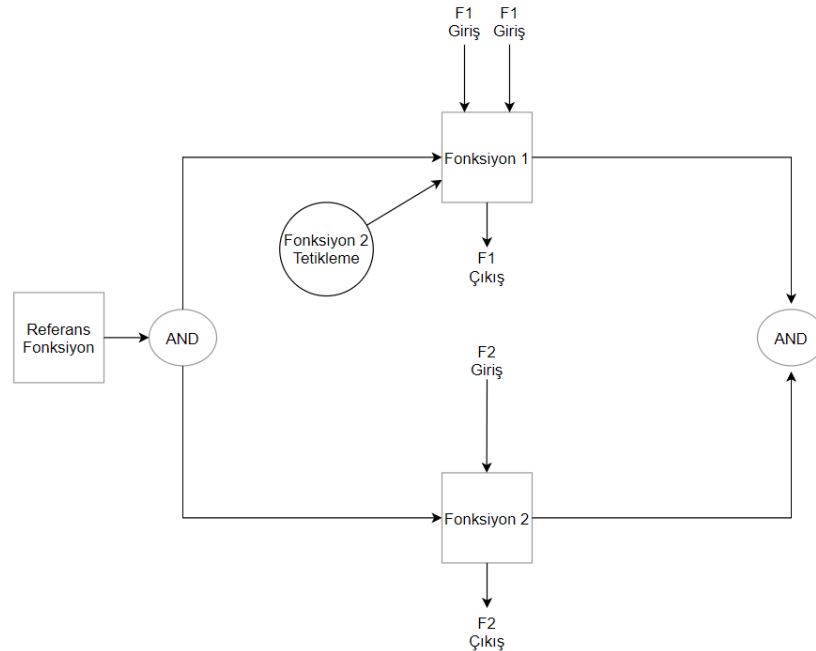 F1
Giriş
F1
Giriş
Fonksiyon 1
Fonksiyon 2
Tetikleme
F1
Çıkış
Referans
Fonksiyon
AND
AND
F2
Giriş
Fonksiyon 2
F2
Çıkış